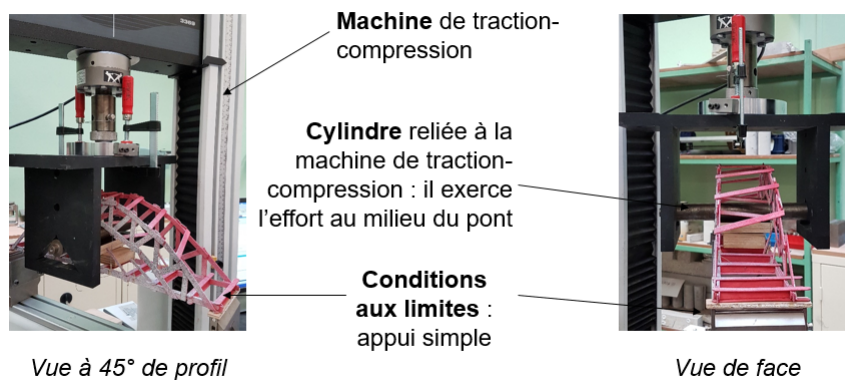 Machine de traction-
compression
Cylindre reliée à la
machine de traction-
compression : il exerce
l'effort au milieu du pont
Conditions
aux limites :
appui simple
Vue à 45° de profil
Vue de face